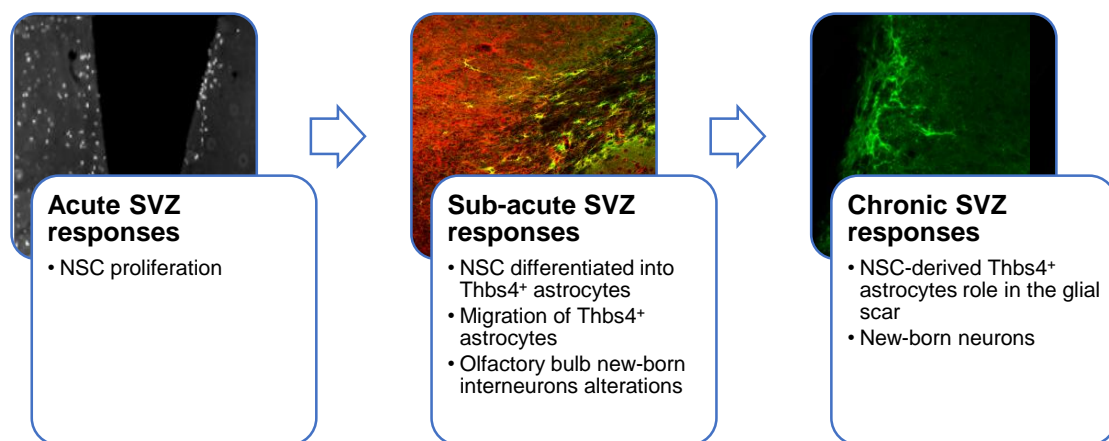 Acute SVZ
responses
• NSC proliferation
Sub-acute SVZ
responses
• NSC differentiated into
Thbs4⁺ astrocytes
• Migration of Thbs4⁺
astrocytes
• Olfactory bulb new-born
interneurons alterations
Chronic SVZ
responses
• NSC-derived Thbs4⁺
astrocytes role in the glial
scar
• New-born neurons